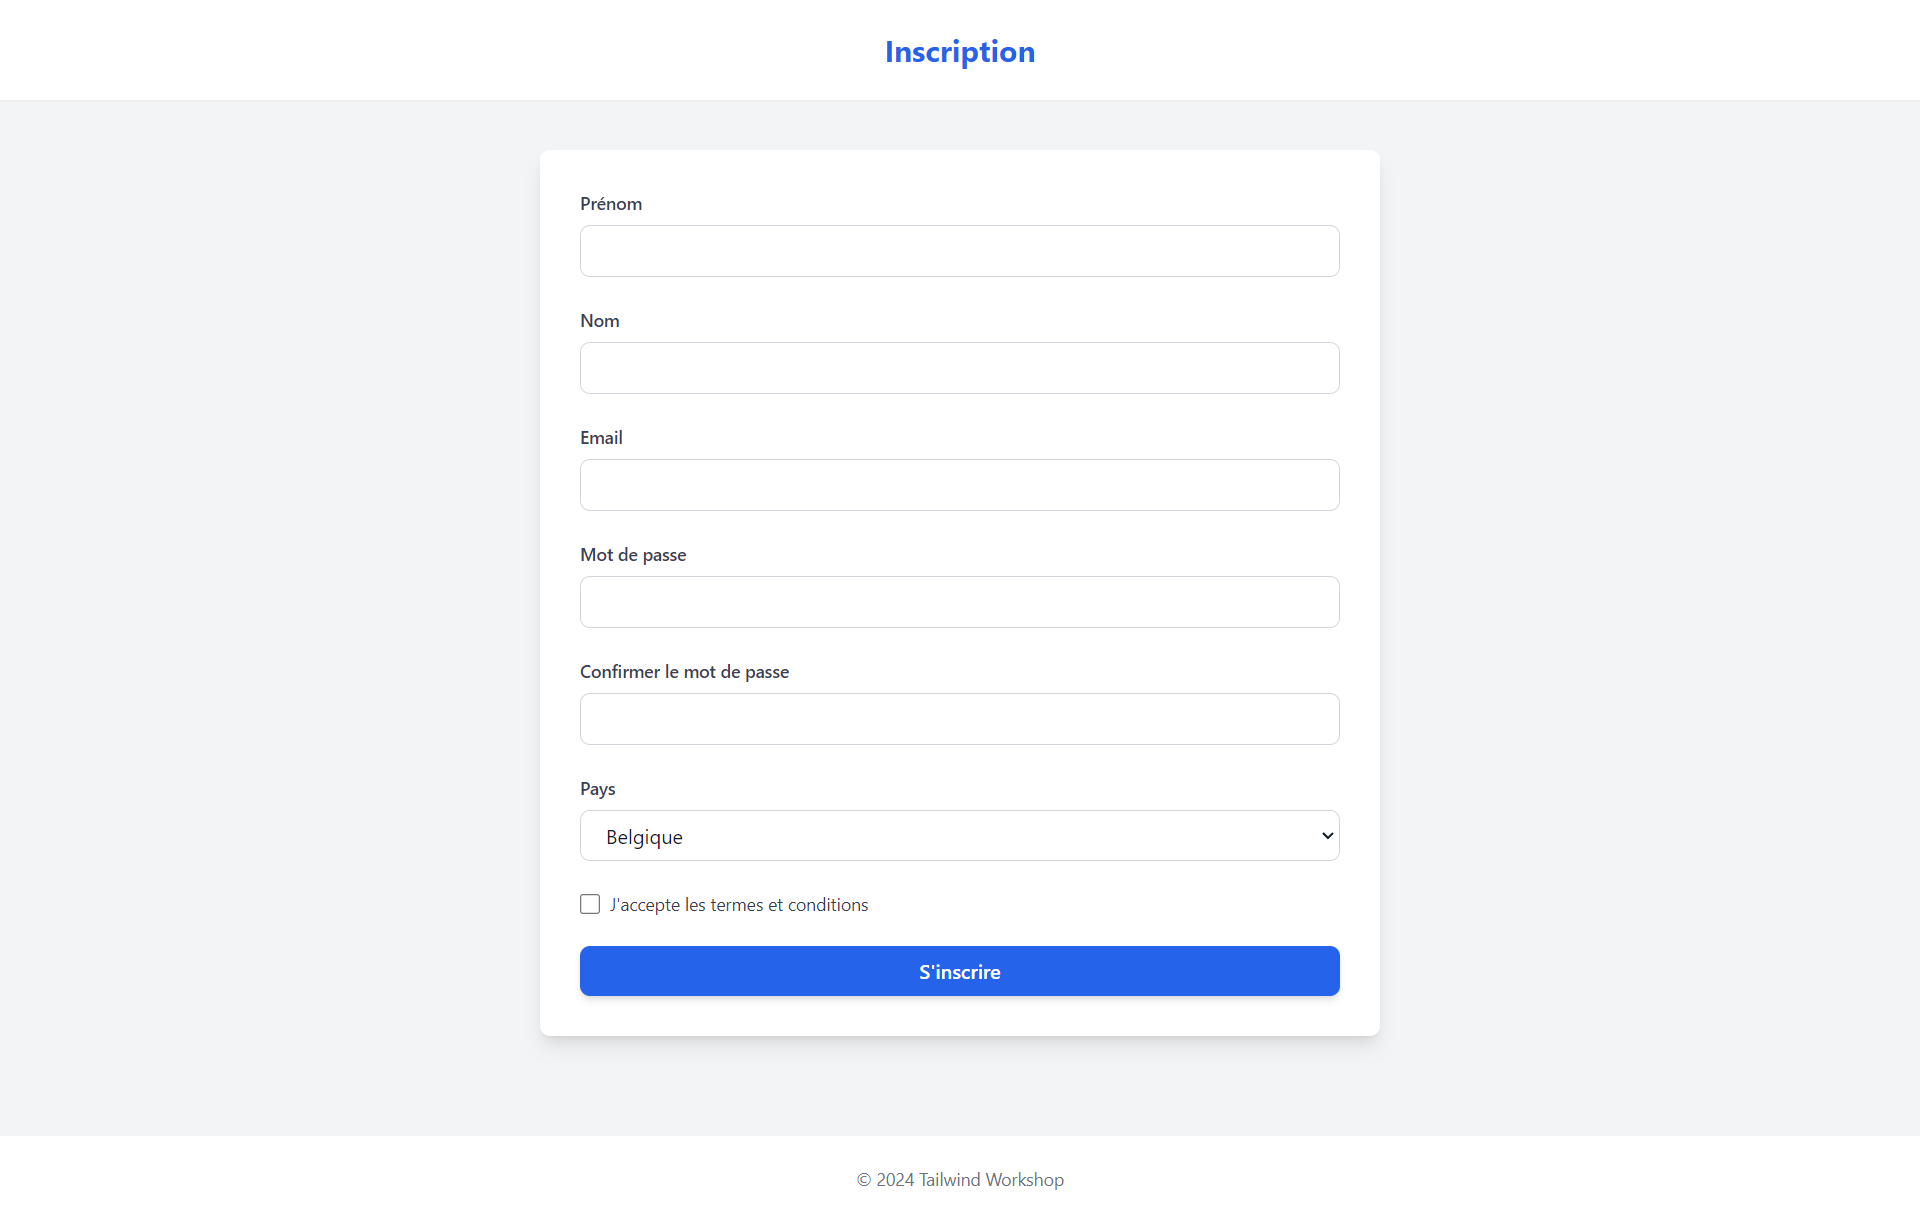 Inscription
Prénom
Nom
Email
Mot de passe
Confirmer le mot de passe
Pays
Belgique
J'accepte les termes et conditions
S'inscrire
© 2024 Tailwind Workshop